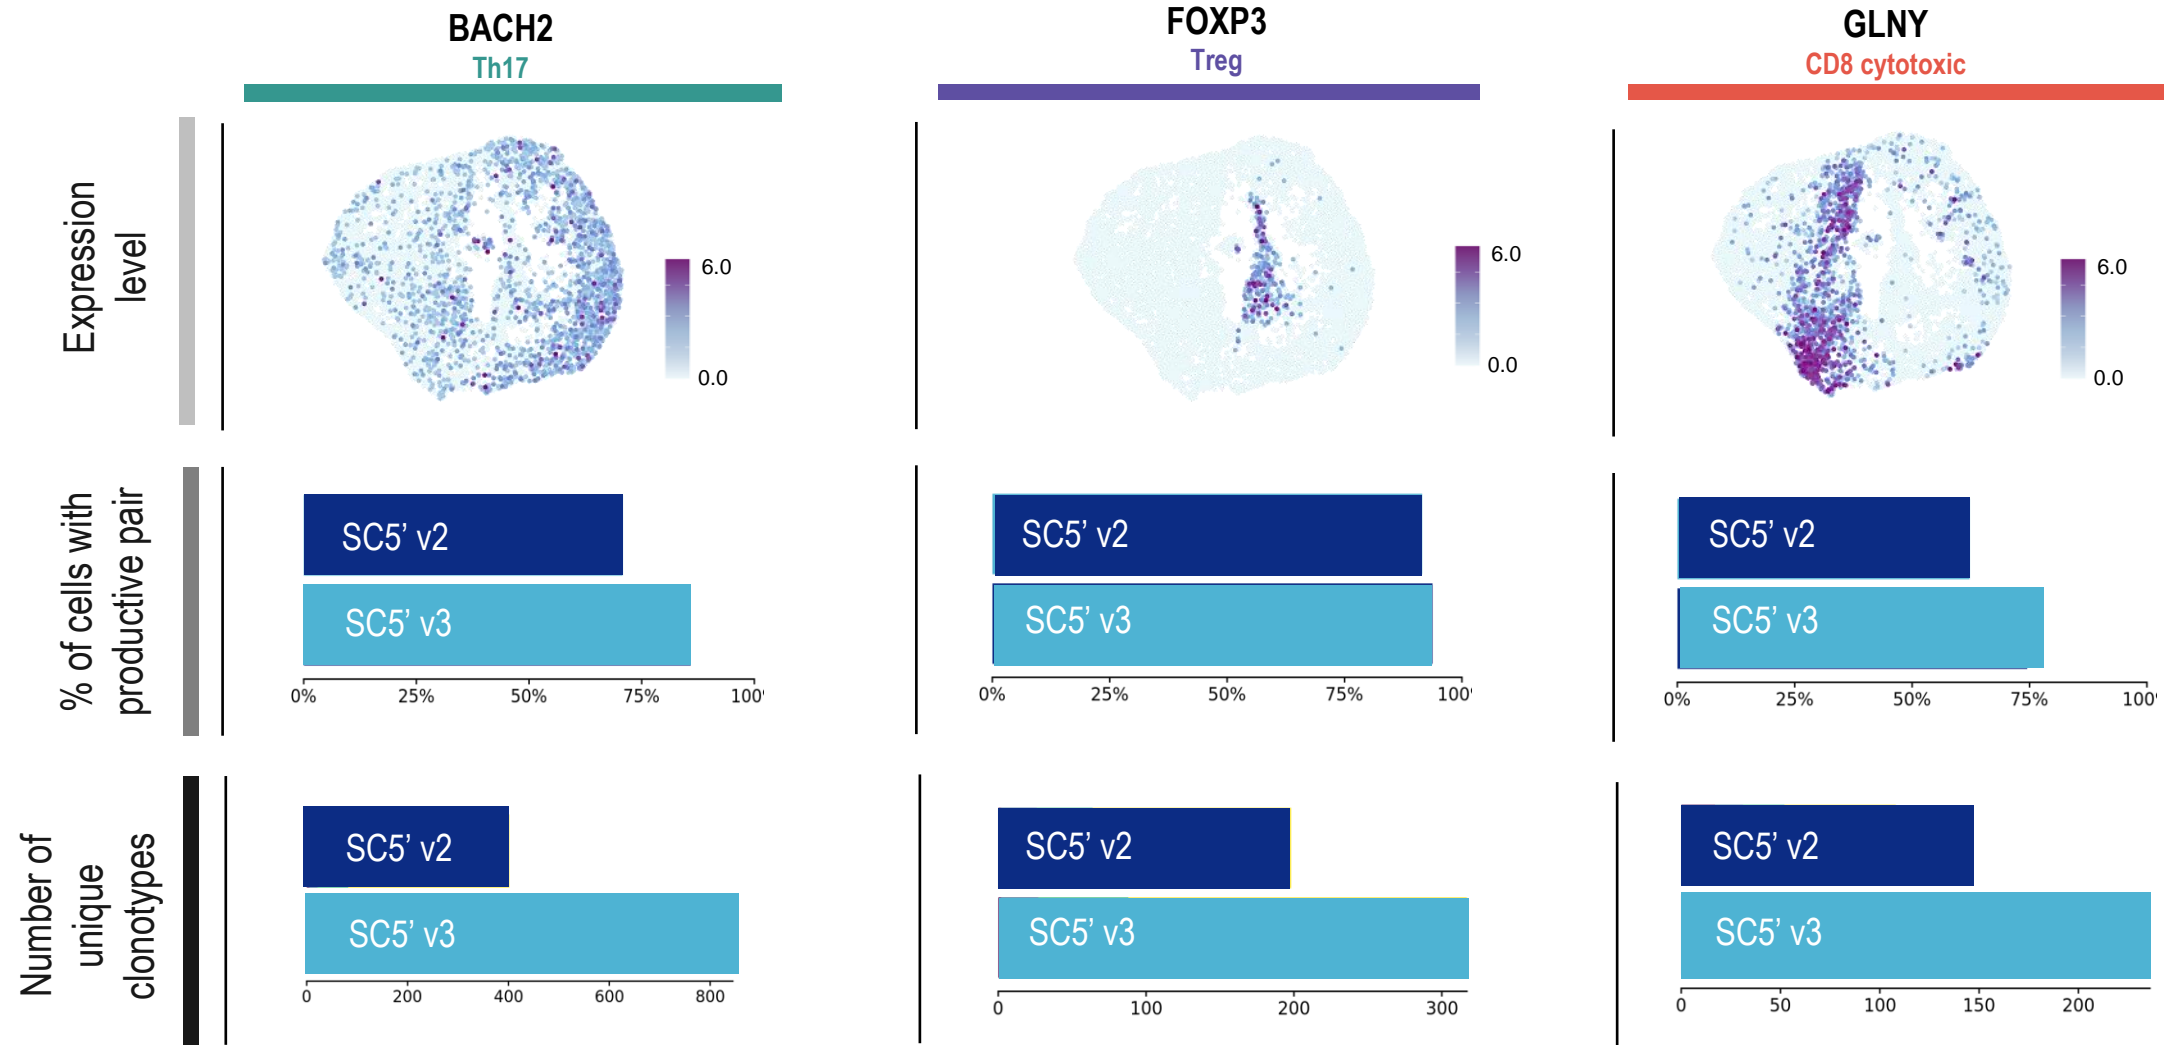 BACH2
Th17
FOXP3
Treg
GLNY
CD8 cytotoxic
Expression
level
6.0
0.0
6.0
0.0
6.0
0.0
% of cells with
productive pair
SC5’ v2
SC5’ v3
0% 25% 50% 75% 100
SC5’ v2
SC5’ v3
0% 25% 50% 75% 100
SC5’ v2
SC5’ v3
0% 25% 50% 75% 100
Number of
unique
clonotypes
SC5’ v2
SC5’ v3
0 200 400 600 800
SC5’ v2
SC5’ v3
0 100 200 300
SC5’ v2
SC5’ v3
0 50 100 150 200